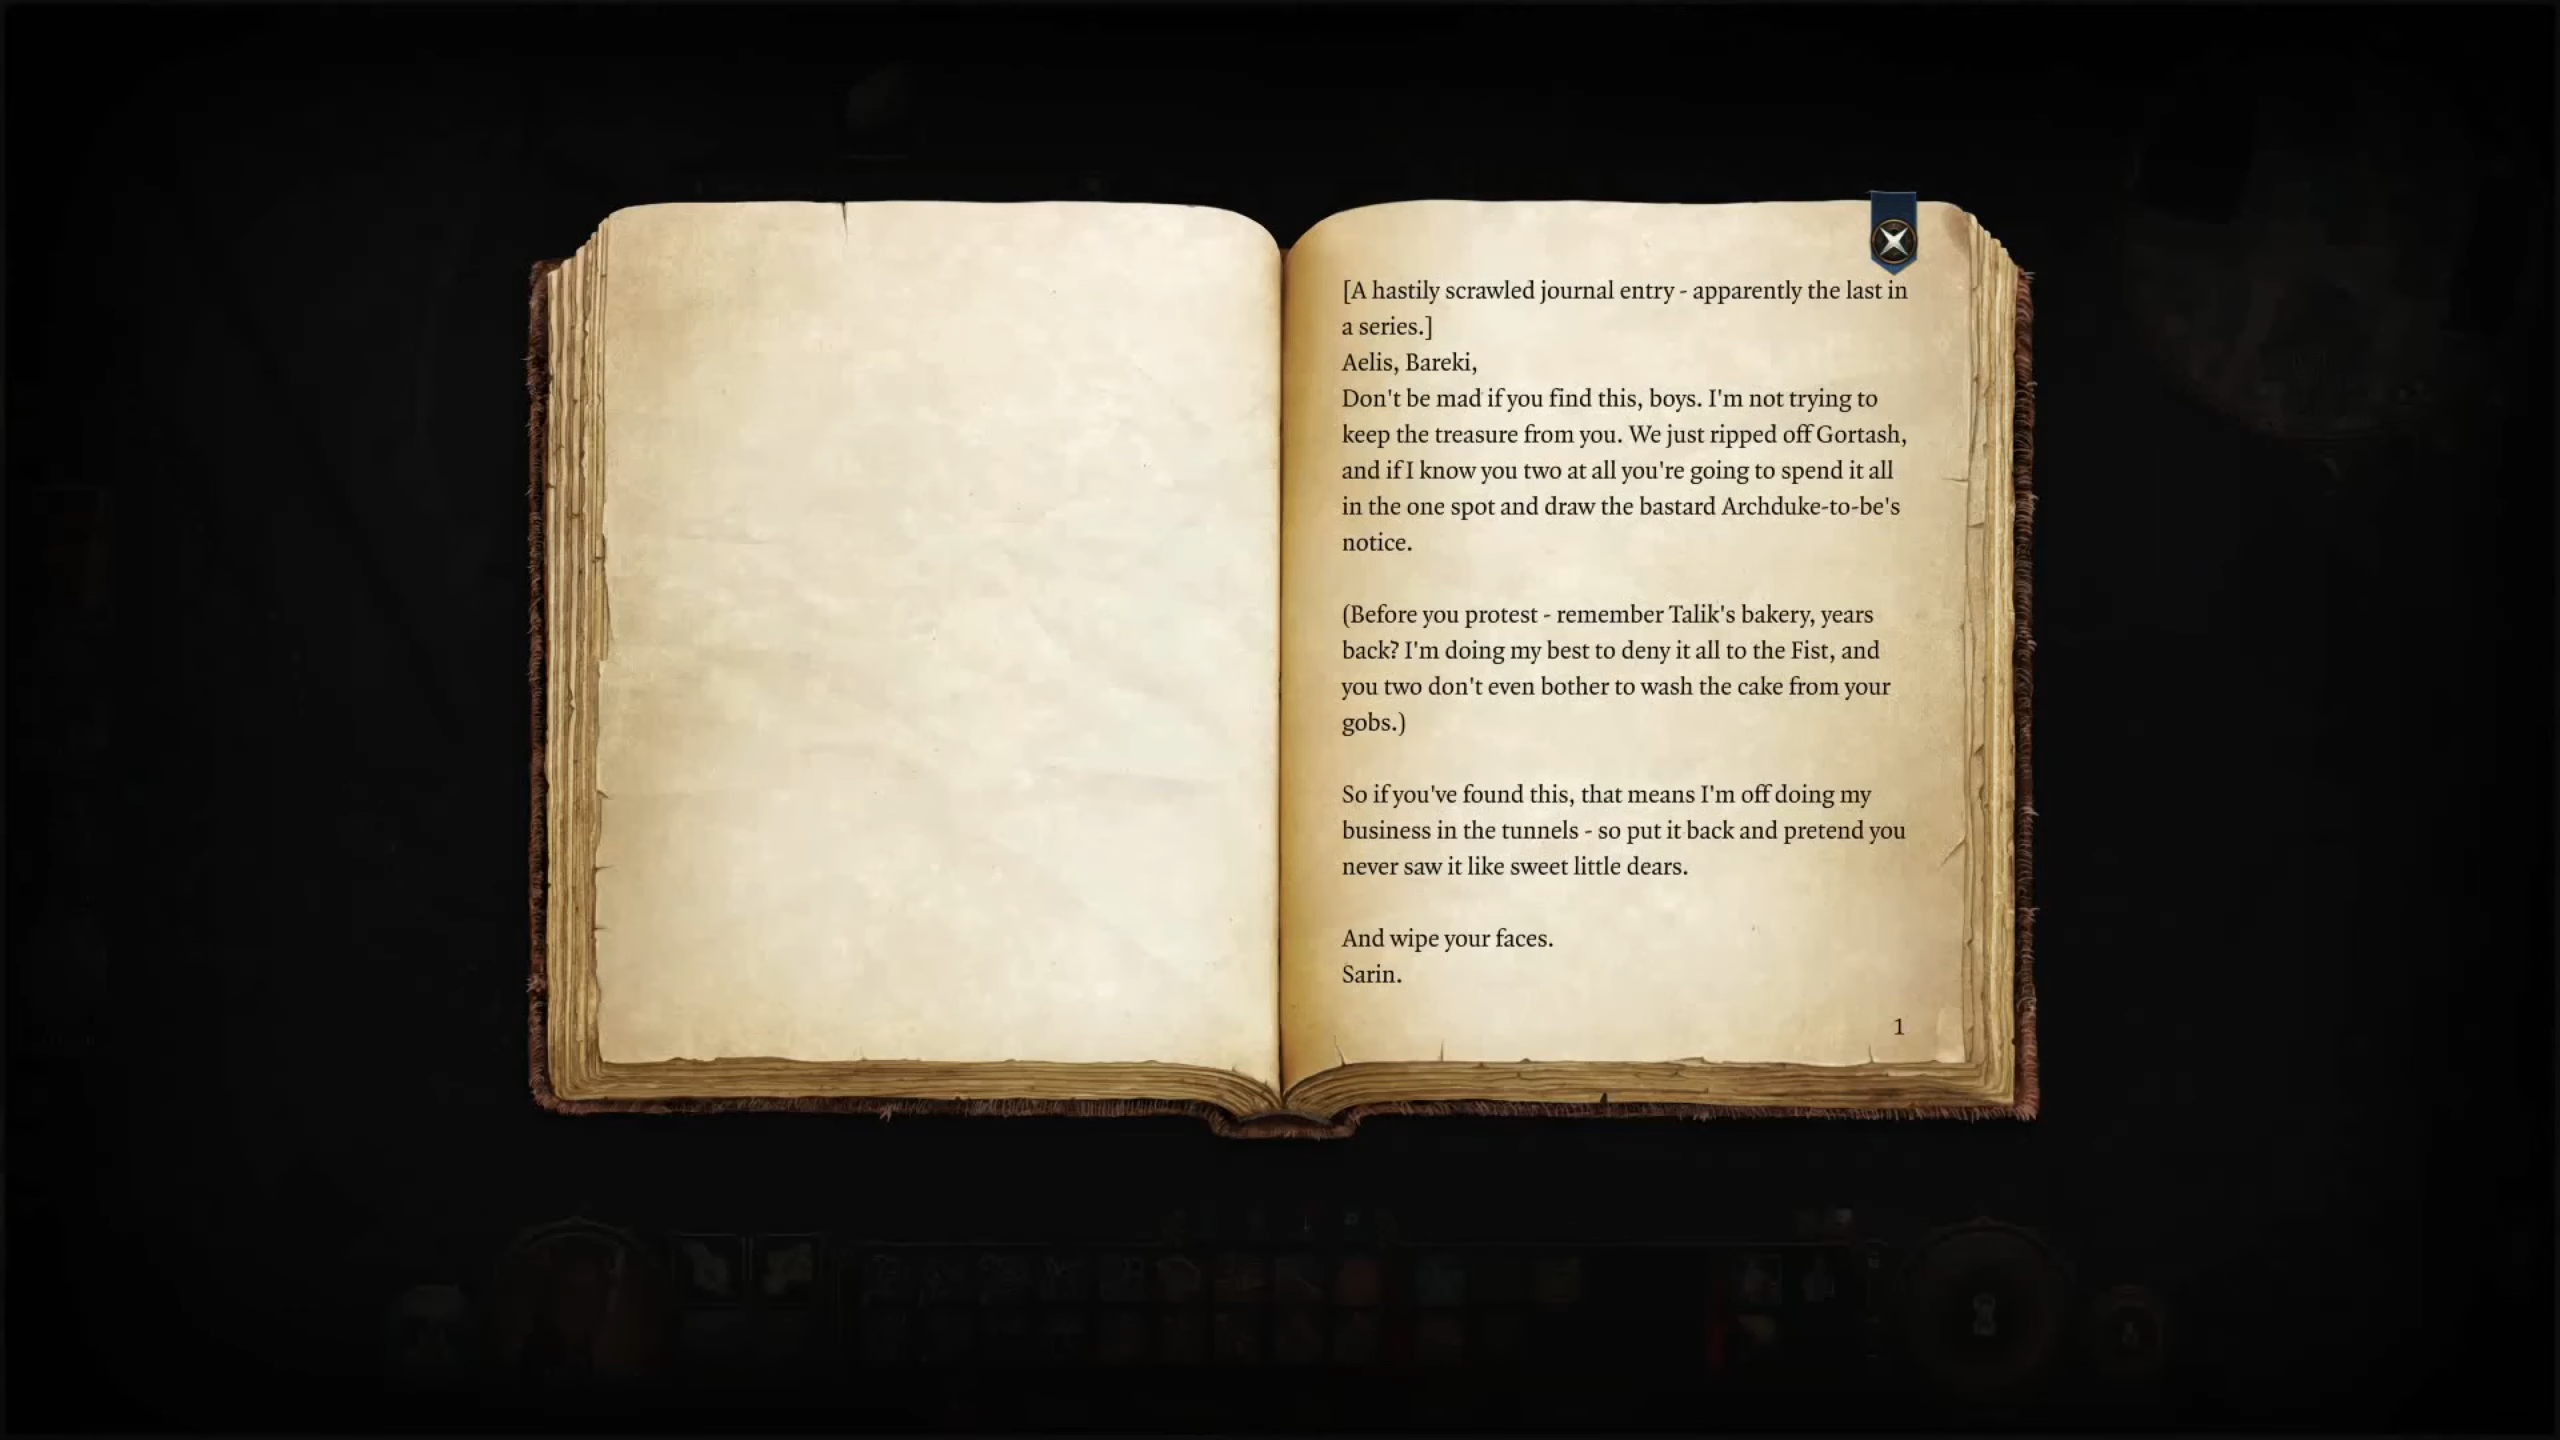 [A hastily scrawled journal entry - apparently the last in
a series.]
Aelis, Bareki,
Don't be mad if you find this, boys. I'm not trying to
keep the treasure from you. We just ripped off Gortash,
and if I know you two at all you're going to spend it all
in the one spot and draw the bastard Archduke-to-be's
notice.
(Before you protest - remember Talik's bakery, years
back? I'm doing my best to deny it all to the Fist, and
you two don't even bother to wash the cake from your
gobs.)
So if you've found this, that means I'm off doing my
business in the tunnels - so put it back and pretend you
never saw it like sweet little dears.
And wipe your faces.
Sarin.
1